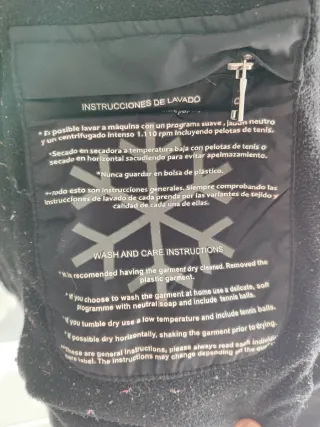 INSTRUCCIONES DE LAVADO
* Es posible lavar a máquina con un programa suave, jabón neutro
y un centrifugado intenso 1.110 rpm incluyendo pelotas de tenis.
*Secado en secadora a temperatura baja con pelotas de tenis o
secado en horizontal sacudiendo para evitar apelmazamiento.
*Nunca guardar en bolsa de plástico.
*Todo esto son instrucciones generales. Siempre comprobando las
instrucciones de lavado de cada prenda por las variantes de tejido y
calidad de cada una de ellas.
WASH AND CARE INSTRUCTIONS
* It is recomended having the garment dry cleaned. Removed the
plastic garment.
* If you choose to wash the garment at home use a delicate, soft
programme with neutral soap and include tennis balls.
* If you tumble dry use a low temperature and include tennis balls.
* If possible dry horizontally, shaking the garment prior to drying.
*These are general instructions, please always read each individual
care label. The instructions may change depending on the